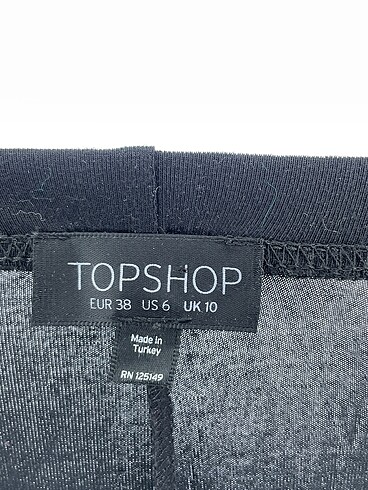 TOPSHOP
EUR 38 US 6 UK 10
Made in
Turkey
RN 125149